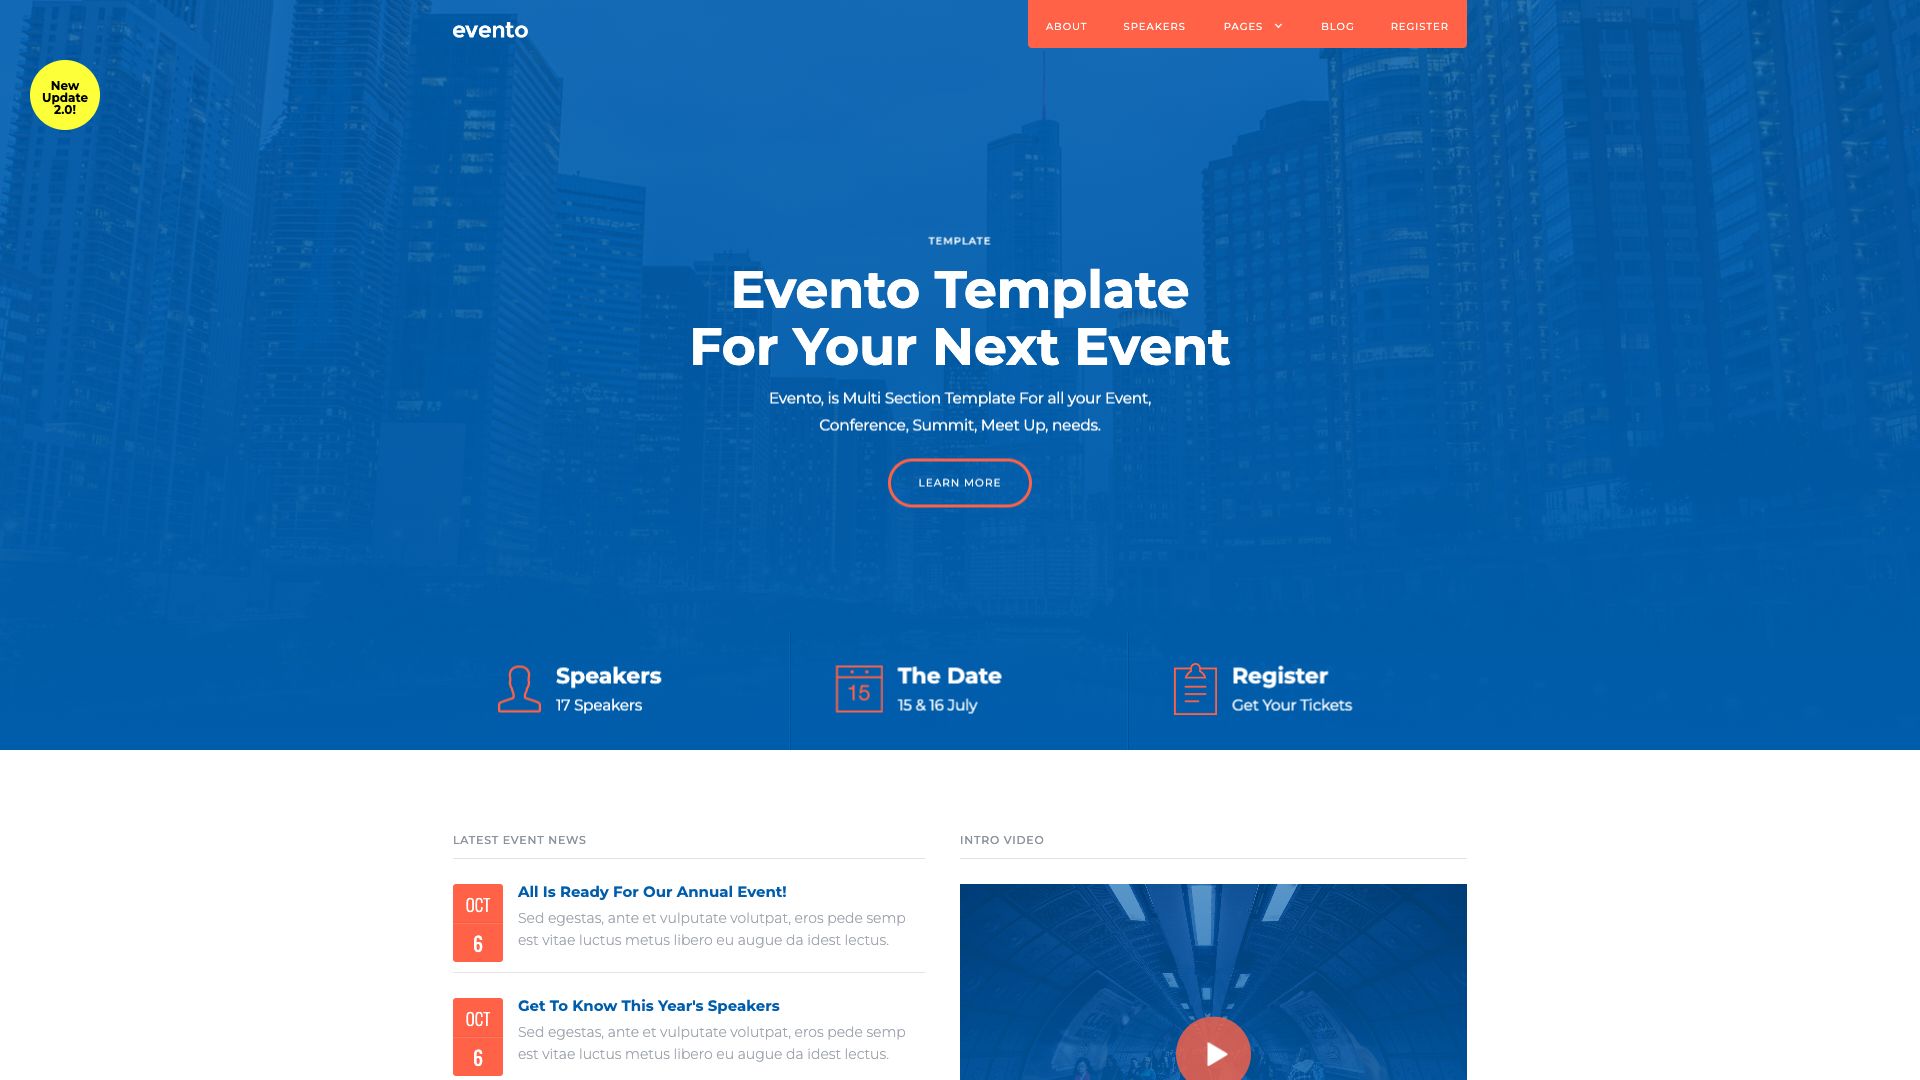 evento
ABOUT SPEAKERS PAGES BLOG REGISTER
New
Update
2.0!
TEMPLATE
Evento Template
For Your Next Event
Evento, is Multi Section Template For all your Event,
Conference, Summit, Meet Up, needs.
LEARN MORE
Speakers
17 Speakers
15
The Date
15 & 16 July
Register
Get Your Tickets
LATEST EVENT NEWS
OCT
6
All Is Ready For Our Annual Event!
Sed egestas, ante et vulputate volutpat, eros pede semp
est vitae luctus metus libero eu augue da idest lectus.
OCT
6
Get To Know This Year's Speakers
Sed egestas, ante et vulputate volutpat, eros pede semp
est vitae luctus metus libero eu augue da idest lectus.
INTRO VIDEO